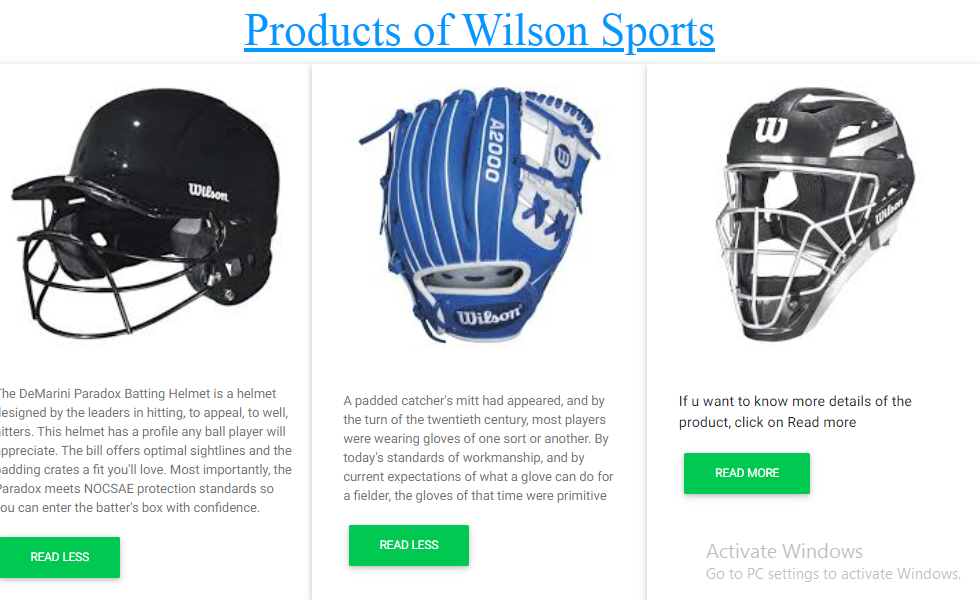 Products of Wilson Sports
Wilson
A2000
W
Wilson
W
Wilson
The DeMarini Paradox Batting Helmet is a helmet
designed by the leaders in hitting, to appeal, to well,
hitters. This helmet has a profile any ball player will
appreciate. The bill offers optimal sightlines and the
padding crates a fit you'll love. Most importantly, the
Paradox meets NOCSAE protection standards so
you can enter the batter's box with confidence.
READ LESS
A padded catcher's mitt had appeared, and by
the turn of the twentieth century, most players
were wearing gloves of one sort or another. By
today's standards of workmanship, and by
current expectations of what a glove can do for
a fielder, the gloves of that time were primitive
READ LESS
If u want to know more details of the
product, click on Read more
READ MORE
Activate Windows
Go to PC settings to activate Windows.